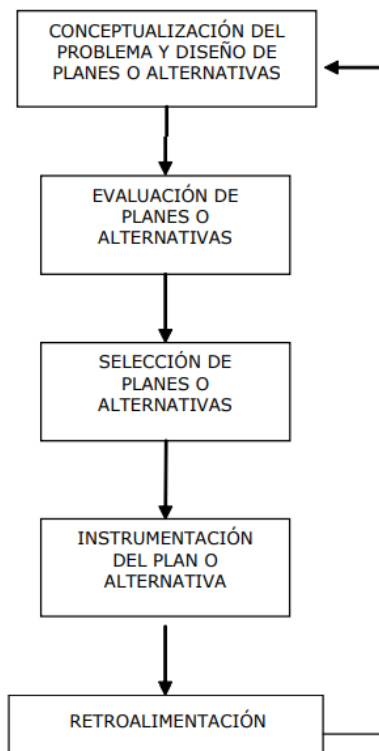 CONCEPTUALIZACIÓN DEL
PROBLEMA Y DISEÑO DE
PLANES O ALTERNATIVAS
EVALUACIÓN DE
PLANES O
ALTERNATIVAS
SELECCIÓN DE
PLANES O
ALTERNATIVAS
INSTRUMENTACIÓN
DEL PLAN O
ALTERNATIVA
RETROALIMENTACIÓN